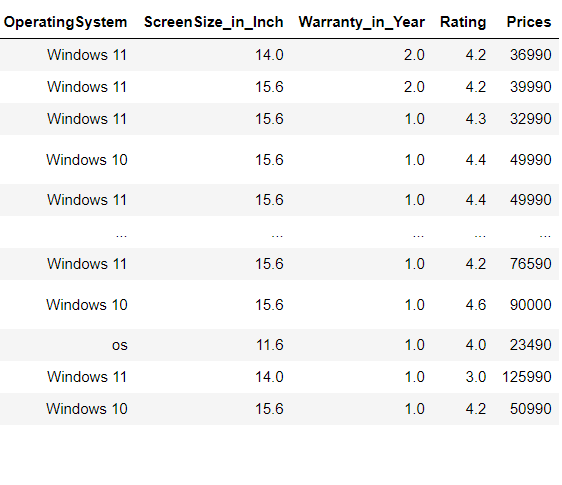 OperatingSystem ScreenSize_in_Inch Warranty_in_Year Rating Prices
Windows 11 14.0 2.0 4.2 36990
Windows 11 15.6 2.0 4.2 39990
Windows 11 15.6 1.0 4.3 32990
Windows 10 15.6 1.0 4.4 49990
Windows 11 15.6 1.0 4.4 49990
... ... ... ... ...
Windows 11 15.6 1.0 4.2 76590
Windows 10 15.6 1.0 4.6 90000
os 11.6 1.0 4.0 23490
Windows 11 14.0 1.0 3.0 125990
Windows 10 15.6 1.0 4.2 50990